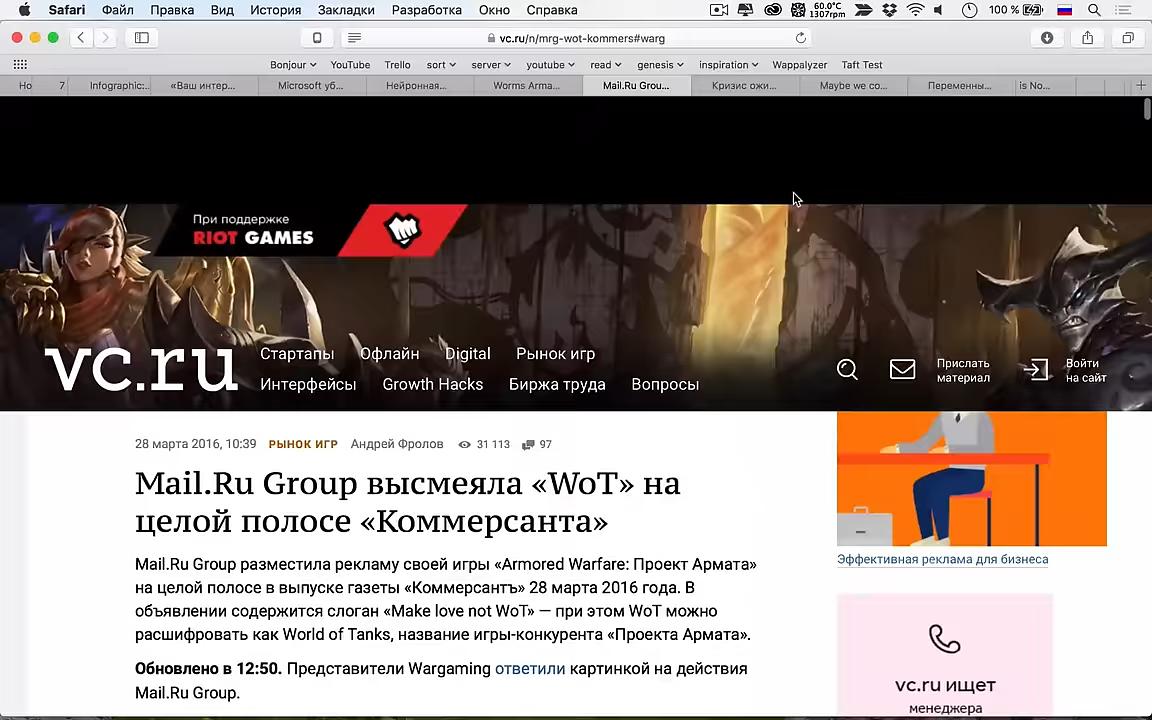 Safari Файл Правка Вид История Закладки Разработка Окно Справка 60.0°C 1307rpm 100 %
vc.ru/n/mrg-wot-kommers#warg
Bonjour YouTube Trello sort server youtube read genesis inspiration Wappalyzer Taft Test
Но 7 Infographic:... «Ваш интер... Microsoft уб... Нейронная... Worms Arma... Mail.Ru Grou... Кризис ожи... Maybe we co... Переменны... is No...
При поддержке
RIOT GAMES
vc.ru
Стартапы Офлайн Digital Рынок игр
Интерфейсы Growth Hacks Биржа труда Вопросы
Прислать
материал
Войти
на сайт
28 марта 2016, 10:39 РЫНОК ИГР Андрей Фролов 31 113 97
Mail.Ru Group высмеяла «WoT» на
целой полосе «Коммерсанта»
Mail.Ru Group разместила рекламу своей игры «Armored Warfare: Проект Армата»
на целой полосе в выпуске газеты «Коммерсантъ» 28 марта 2016 года. В
объявлении содержится слоган «Make love not WoT» — при этом WoT можно
расшифровать как World of Tanks, название игры-конкурента «Проекта Армата».
Обновлено в 12:50. Представители Wargaming ответили картинкой на действия
Mail.Ru Group.
Эффективная реклама для бизнеса
vc.ru ищет
менеджера